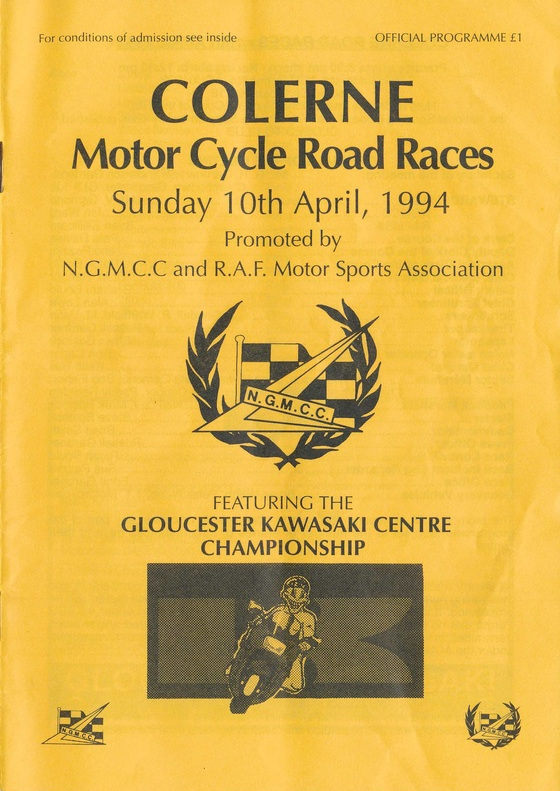 For conditions of admission see inside
OFFICIAL PROGRAMME £1
COLERNE
Motor Cycle Road Races
Sunday 10th April, 1994
Promoted by
N.G.M.C.C and R.A.F. Motor Sports Association
N.G.M.C.C.
FEATURING THE
GLOUCESTER KAWASAKI CENTRE
CHAMPIONSHIP
N.G.M.C.C.
N.G.M.C.C.